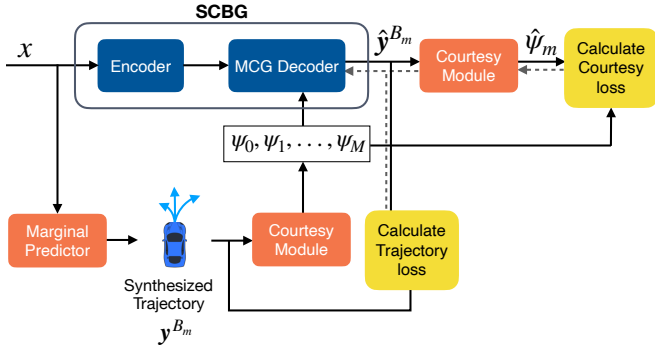 SCBG
x
Encoder
MCG Decoder
ŷ^{B_m}
Courtesy
Module
ψ̂_m
Calculate
Courtesy
loss
ψ_0, ψ_1, . . . , ψ_M
Marginal
Predictor
Synthesized
Trajectory
y^{B_m}
Courtesy
Module
Calculate
Trajectory
loss